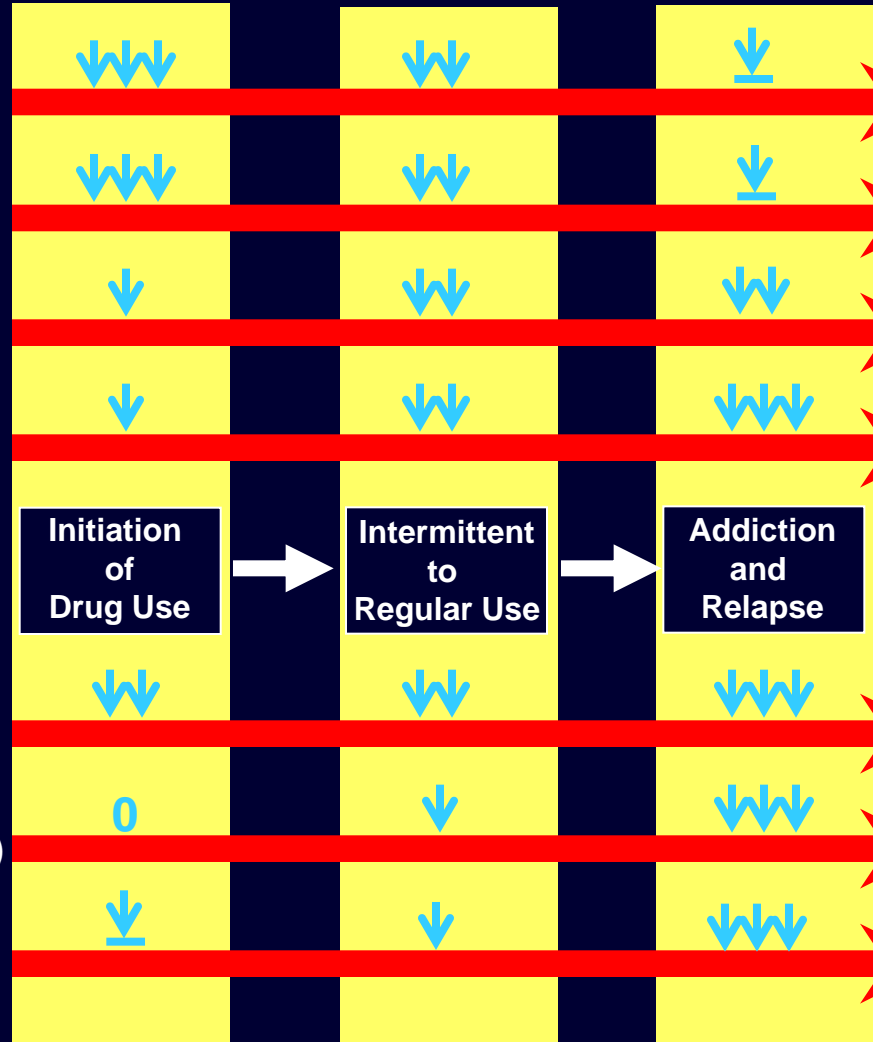 Initiation
of
Drug Use
Intermittent
to
Regular Use
Addiction
and
Relapse
0
)